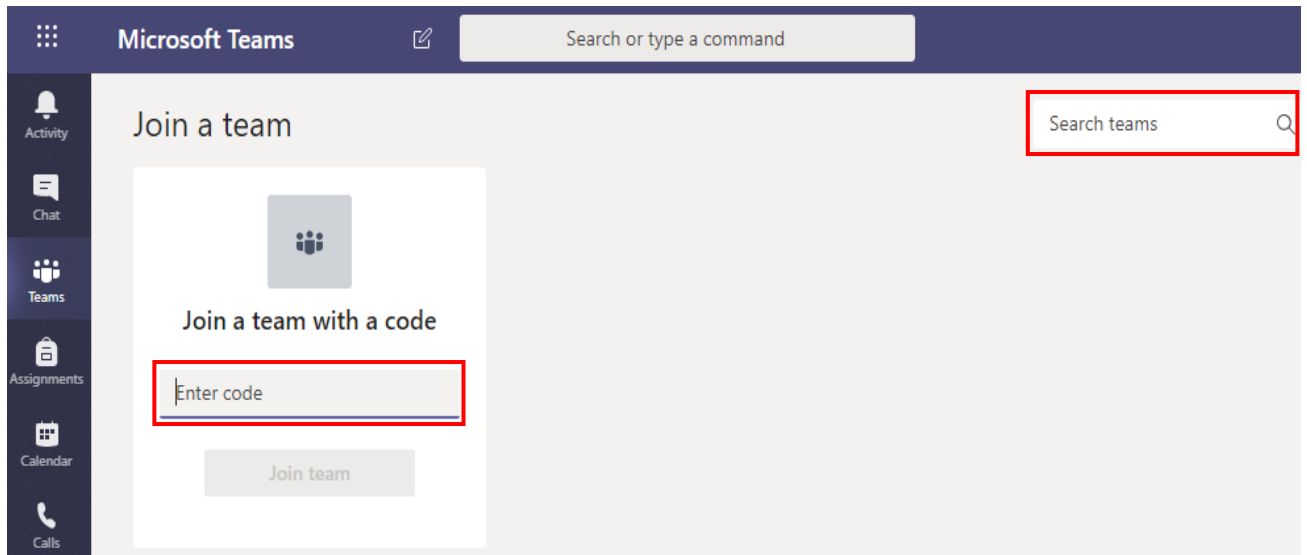 Microsoft Teams
Search or type a command
Activity
Chat
Teams
Assignments
Calendar
Calls
Join a team
Search teams
Join a team with a code
Enter code
Join team